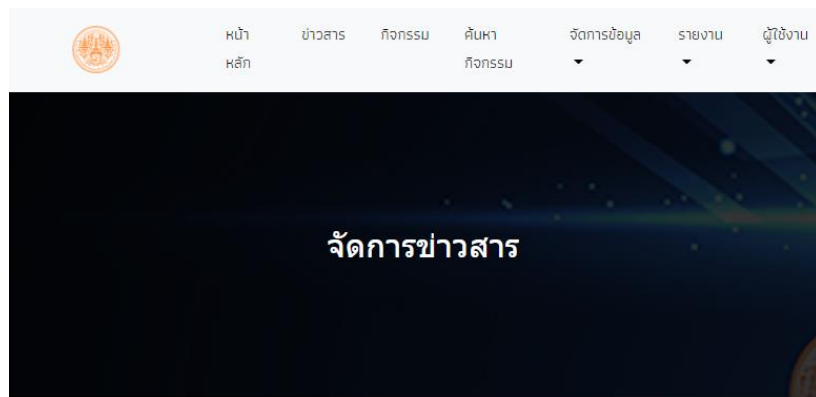 หน้า ข่าวสาร กิจกรรม ค้นหา จัดการข้อมูล รายงาน ผู้ใช้งาน
หลัก กิจกรรม
จัดการข่าวสาร